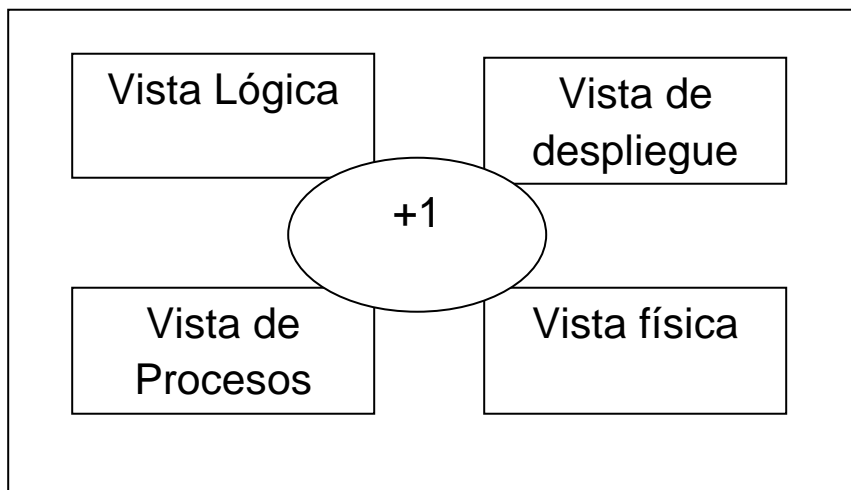 Vista Lógica
Vista de
despliegue
+1
Vista de
Procesos
Vista física